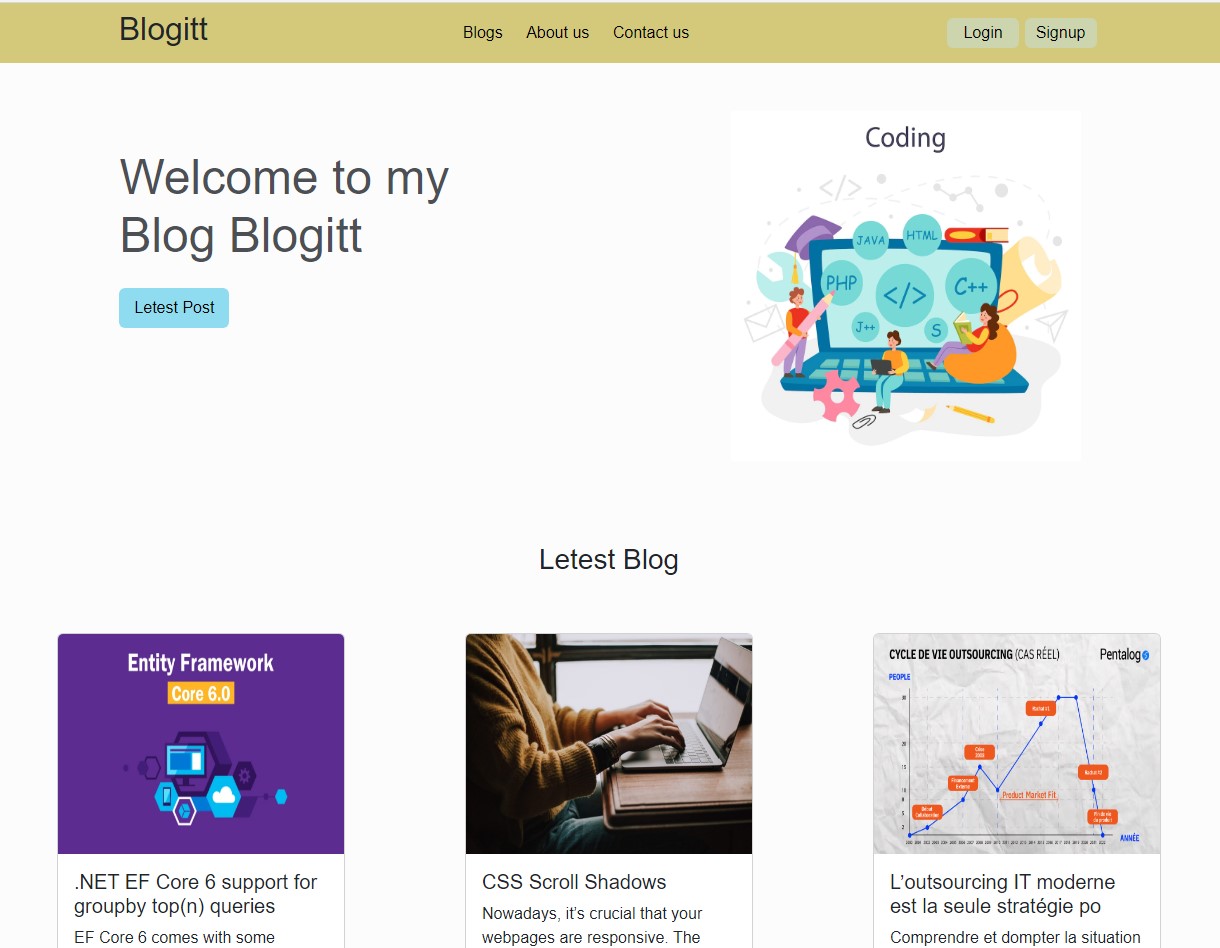 Blogitt
Blogs
About us
Contact us
Login
Signup
Welcome to my
Blog Blogitt
Letest Post
Coding
JAVA
HTML
PHP
</>
C++
J++
S
</>
Letest Blog
Entity Framework
Core 6.0
.NET EF Core 6 support for
groupby top(n) queries
EF Core 6 comes with some
CSS Scroll Shadows
Nowadays, it’s crucial that your
webpages are responsive. The
CYCLE DE VIE OUTSOURCING (CAS RÉEL)
Pentalog
PEOPLE
Product Market Fit
ANNÉE
L’outsourcing IT moderne
est la seule stratégie po
Comprendre et dompter la situation